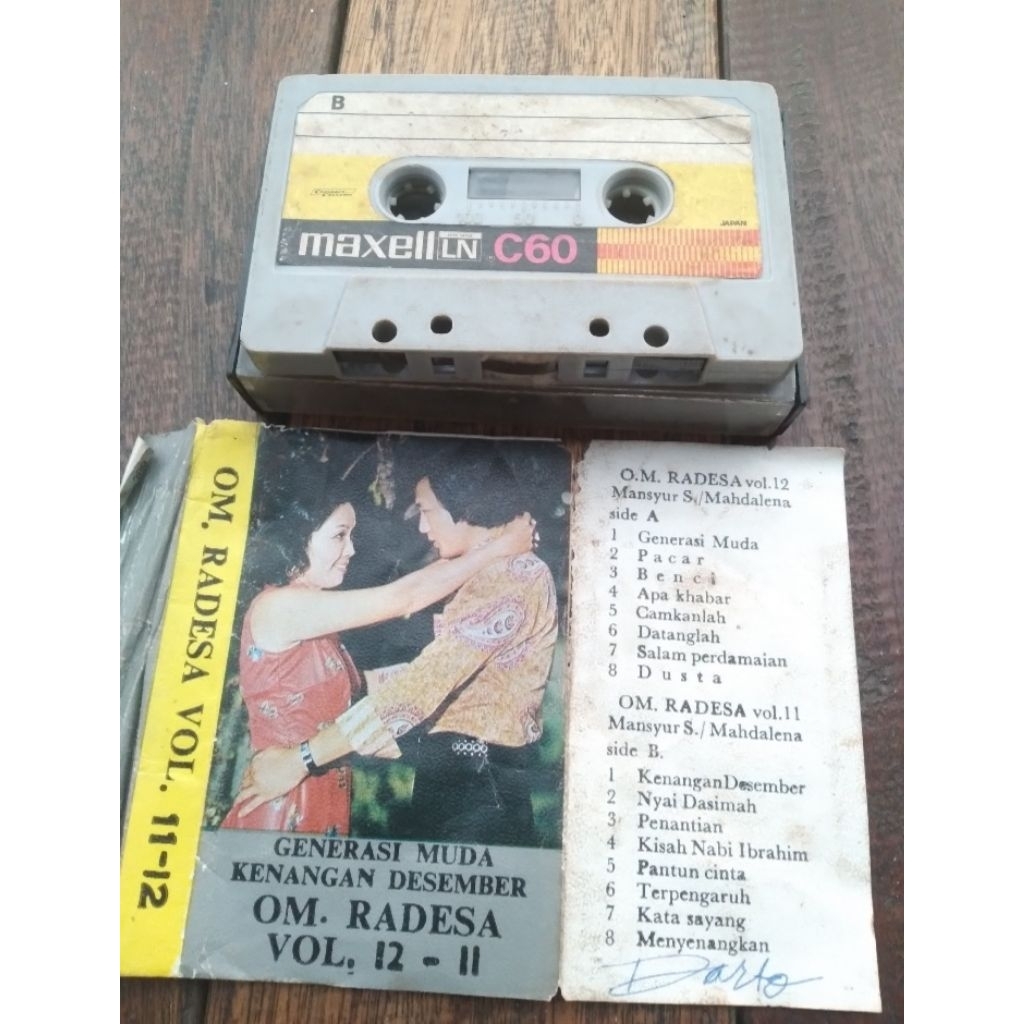 B
JAPAN
maxell LN C60
OM. RADESA VOL. 11-12
GENERASI MUDA
KENANGAN DESEMBER
OM. RADESA
VOL. 12 - 11
O.M. RADESA vol.12
Mansyur S./Mahdalena
side A
1 Generasi Muda
2 P a c a r
3 B e n c i
4 Apa khabar
5 Camkanlah
6 Datanglah
7 Salam perdamaian
8 D u s t a
OM. RADESA vol.11
Mansyur S./Mahdalena
side B.
1 KenanganDesember
2 Nyai Dasimah
3 Penantian
4 Kisah Nabi Ibrahim
5 Pantun cinta
6 Terpengaruh
7 Kata sayang
8 Menyenangkan
Darto